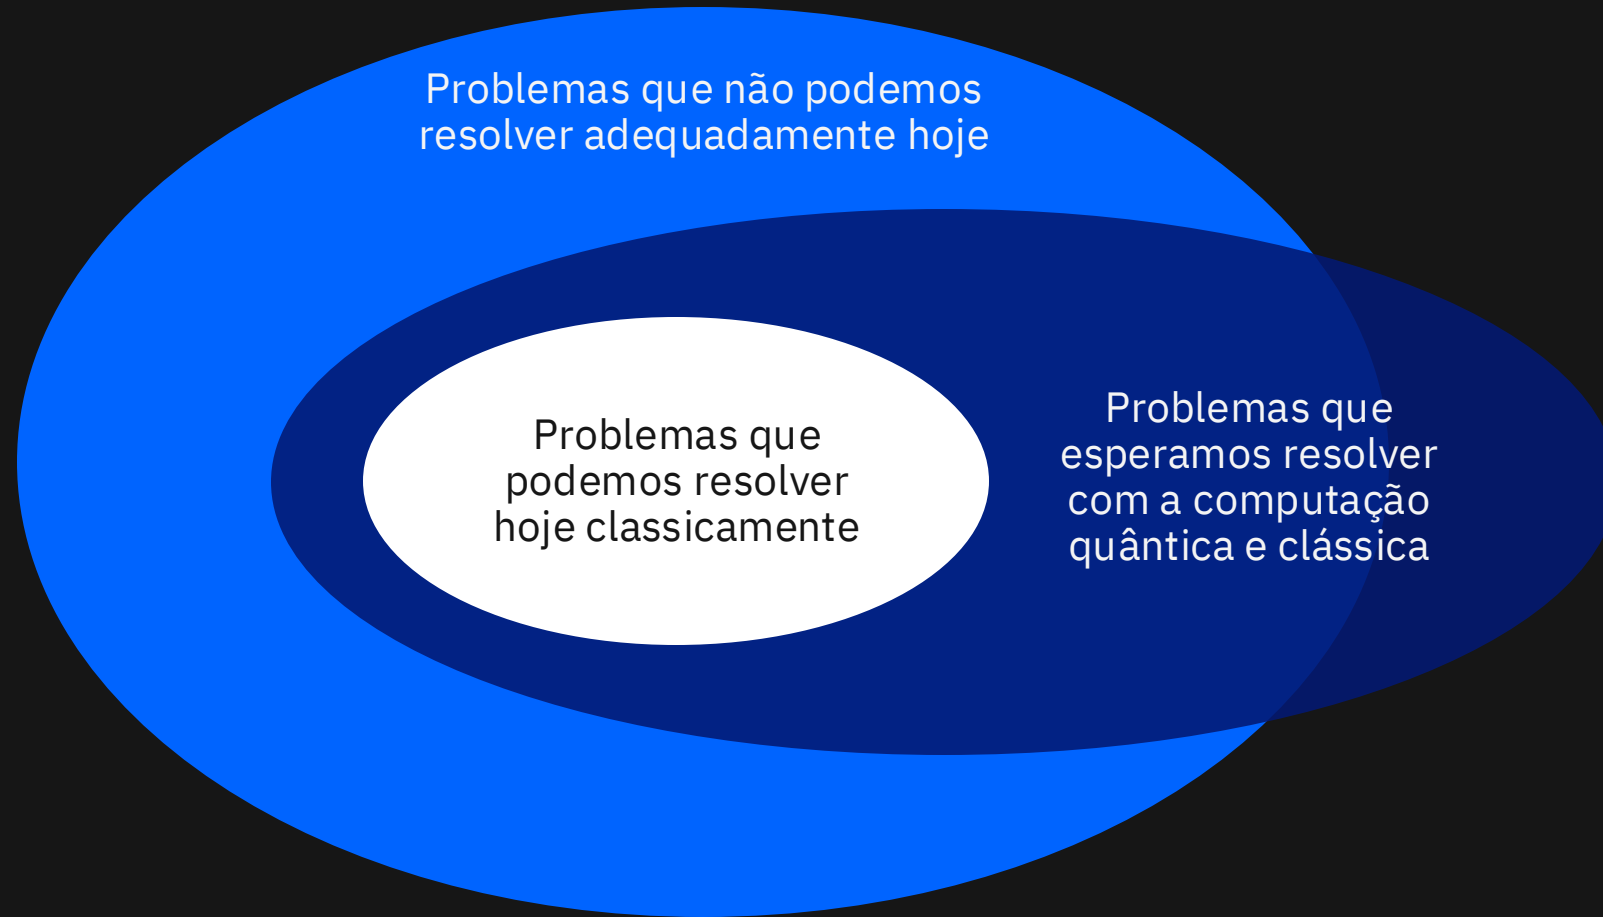 Problemas que não podemos
resolver adequadamente hoje
Problemas que
podemos resolver
hoje classicamente
Problemas que
esperamos resolver
com a computação
quântica e clássica